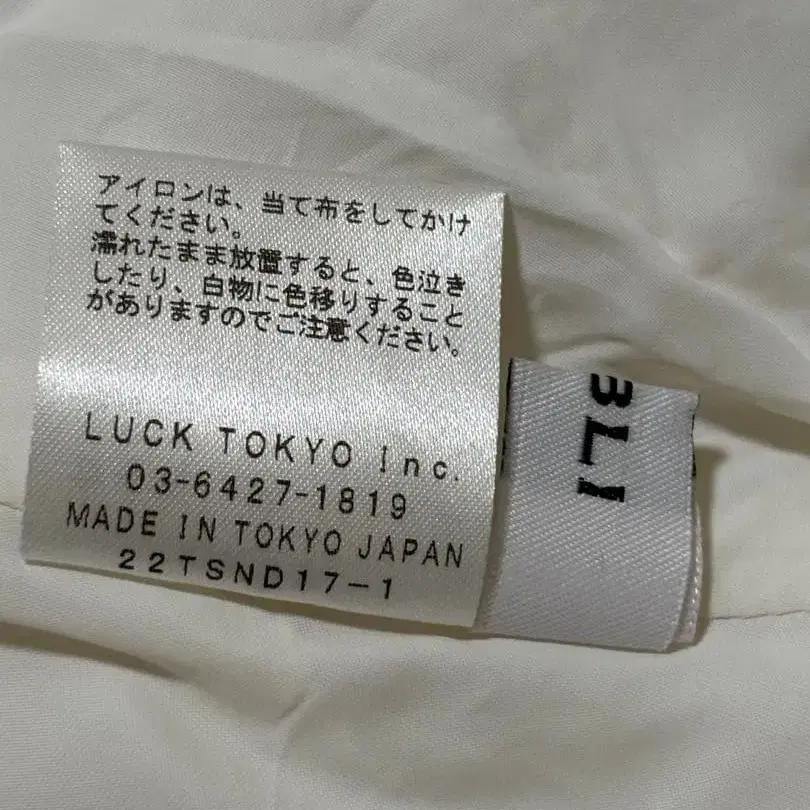 アイロンは、当て布をしてかけ
てください。
濡れたまま放置すると、色泣き
したり、白物に色移りすること
がありますのでご注意ください。
LUCK TOKYO Inc.
03-6427-1819
MADE IN TOKYO JAPAN
22TSND17-1
BLI